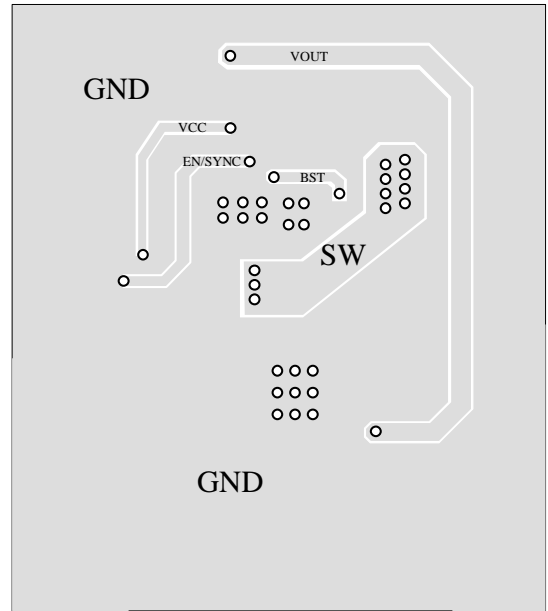 VOUT
GND
VCC
EN/SYNC
BST
SW
GND